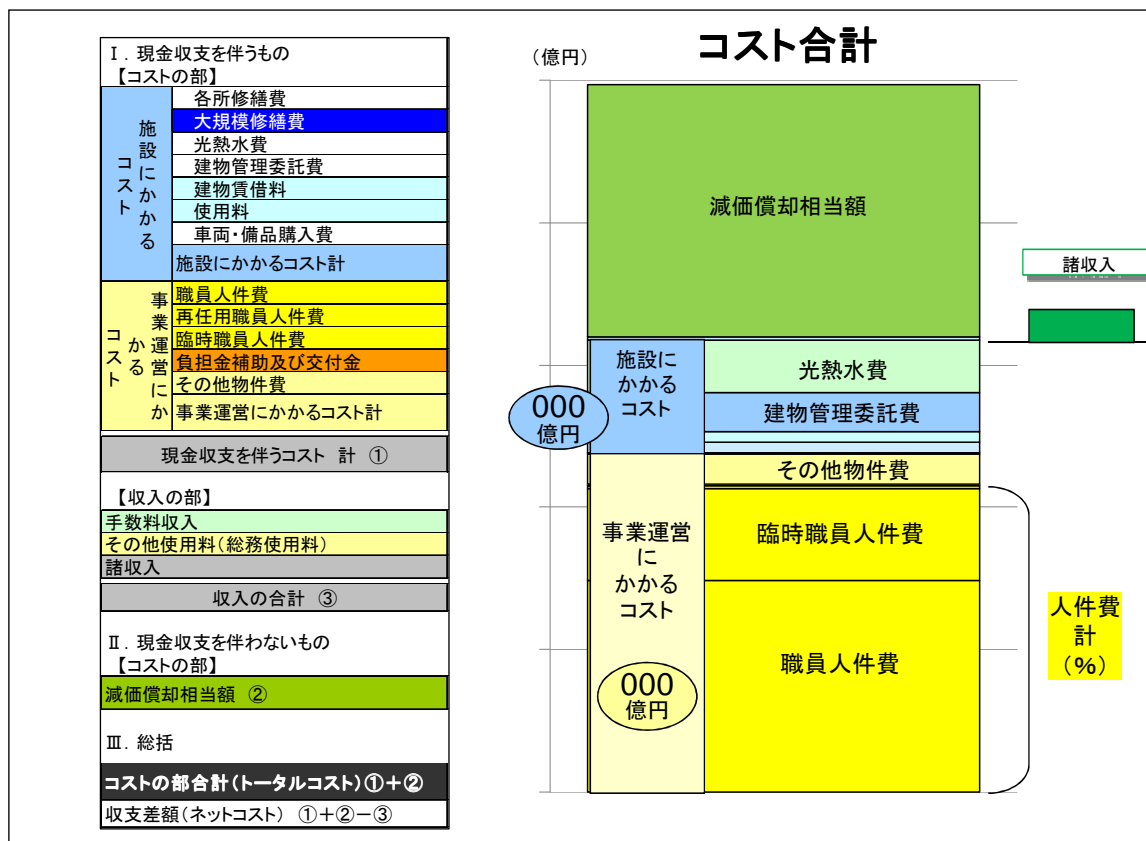 Ⅰ. 現金収支を伴うもの
【コストの部】
施設にかかる
コスト
各所修繕費
大規模修繕費
光熱水費
建物管理委託費
建物賃借料
使用料
車両・備品購入費
施設にかかるコスト計
事業運営にか
かる
コスト
職員人件費
再任用職員人件費
臨時職員人件費
負担金補助及び交付金
その他物件費
事業運営にかかるコスト計
現金収支を伴うコスト 計 ①
【収入の部】
手数料収入
その他使用料(総務使用料)
諸収入
収入の合計 ③
Ⅱ. 現金収支を伴わないもの
【コストの部】
減価償却相当額 ②
Ⅲ. 総括
コストの部合計(トータルコスト)①+②
収支差額(ネットコスト) ①+②-③
コスト合計
(億円)
減価償却相当額
諸収入
施設に
かかる
コスト
000
億円
光熱水費
建物管理委託費
その他物件費
事業運営
に
かかる
コスト
000
億円
臨時職員人件費
職員人件費
人件費
計
(%)